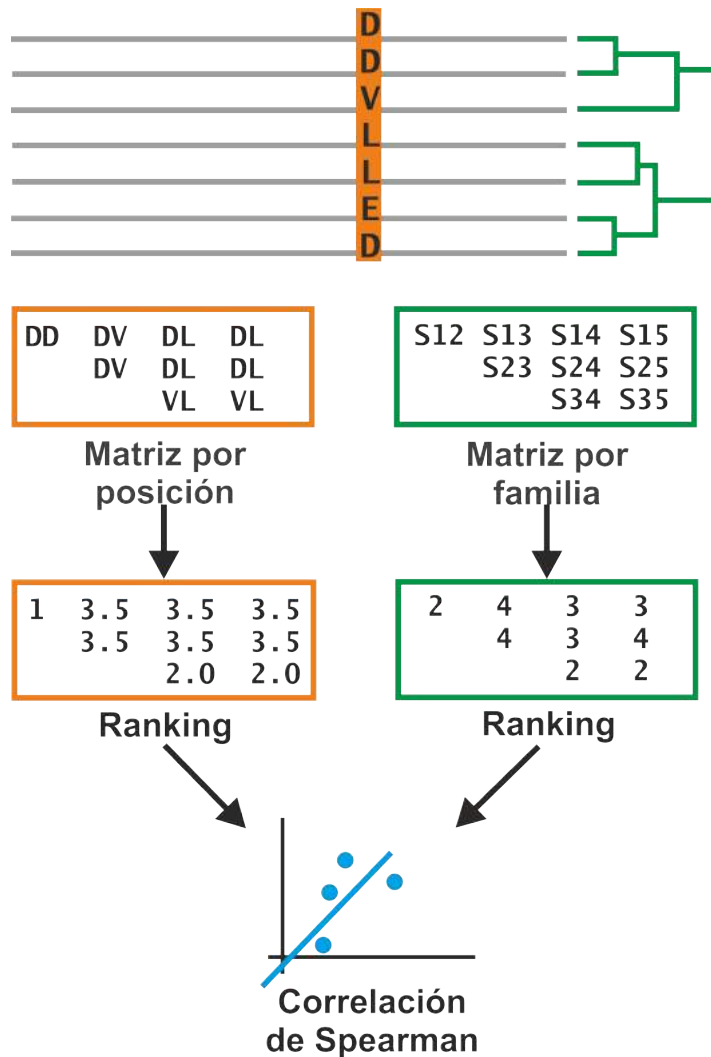 D
D
V
L
L
E
D
DD DV DL DL
DV DL DL
VL VL
S12 S13 S14 S15
S23 S24 S25
S34 S35
Matriz por
posición
Matriz por
familia
1 3.5 3.5 3.5
3.5 3.5 3.5
2.0 2.0
2 4 3 3
4 3 4
2 2
Ranking
Ranking
Correlación
de Spearman